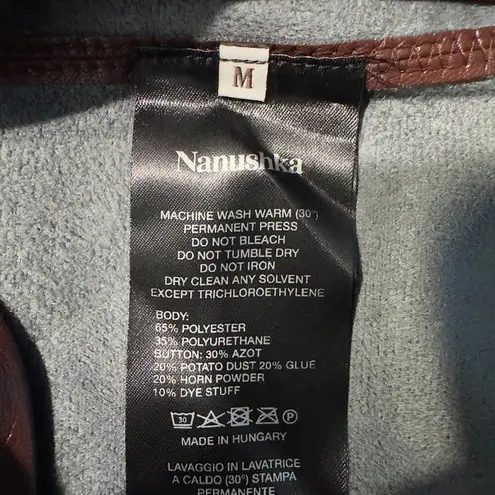 M
Nanushka
MACHINE WASH WARM (30°)
PERMANENT PRESS
DO NOT BLEACH
DO NOT TUMBLE DRY
DO NOT IRON
DRY CLEAN ANY SOLVENT
EXCEPT TRICHLOROETHYLENE
BODY:
65% POLYESTER
35% POLYURETHANE
BUTTON: 30% AZOT
20% POTATO DUST 20% GLUE
20% HORN POWDER
10% DYE STUFF
30 P
MADE IN HUNGARY
LAVAGGIO IN LAVATRICE
A CALDO (30°) STAMPA
PERMANENTE